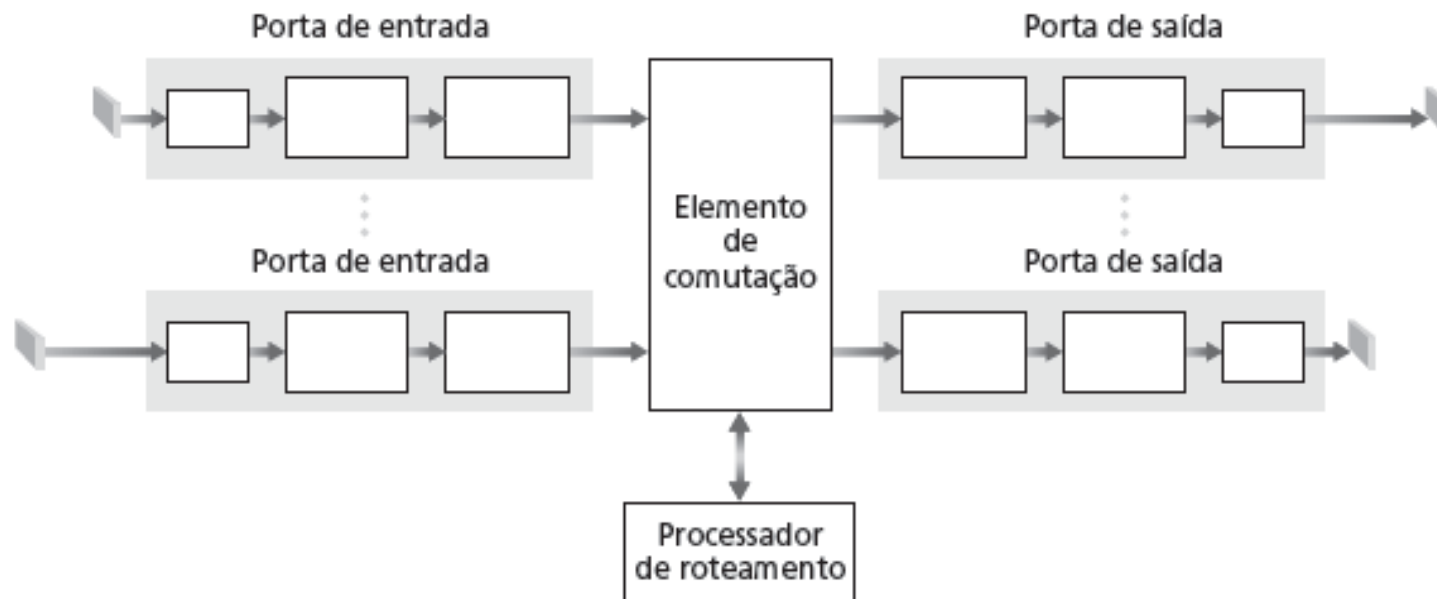 Porta de entrada
Porta de saída
Elemento
de
comutação
Porta de entrada
Porta de saída
Processador
de roteamento